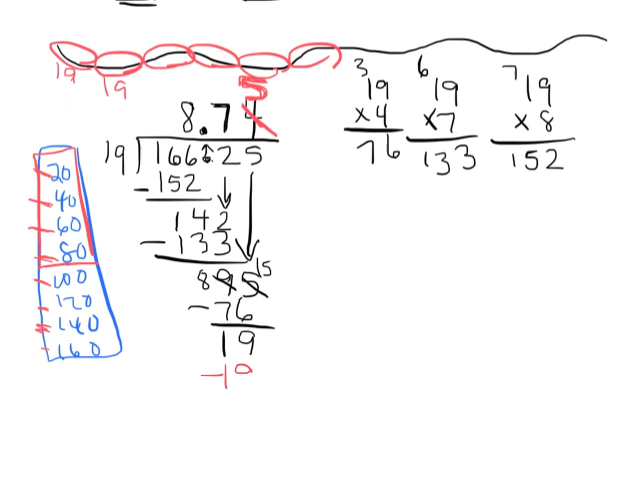 19 19
3 6 7
5 19 19 19
8.74 x4 x7 x8
19 166.25 76 133 152
20 -152
40 142
60 -133
80 895 15
100 -76
120 19
140 -19
160